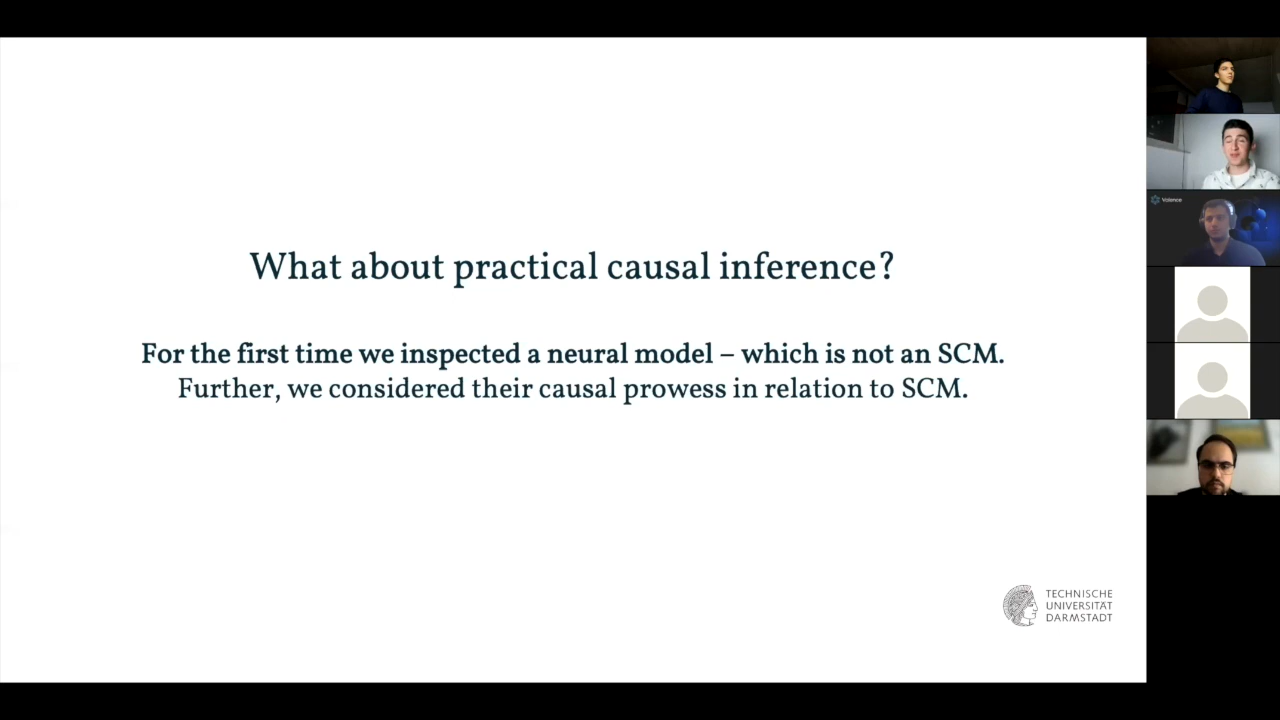 What about practical causal inference?
For the first time we inspected a neural model – which is not an SCM.
Further, we considered their causal prowess in relation to SCM.
TECHNISCHE
UNIVERSITÄT
DARMSTADT
Valence